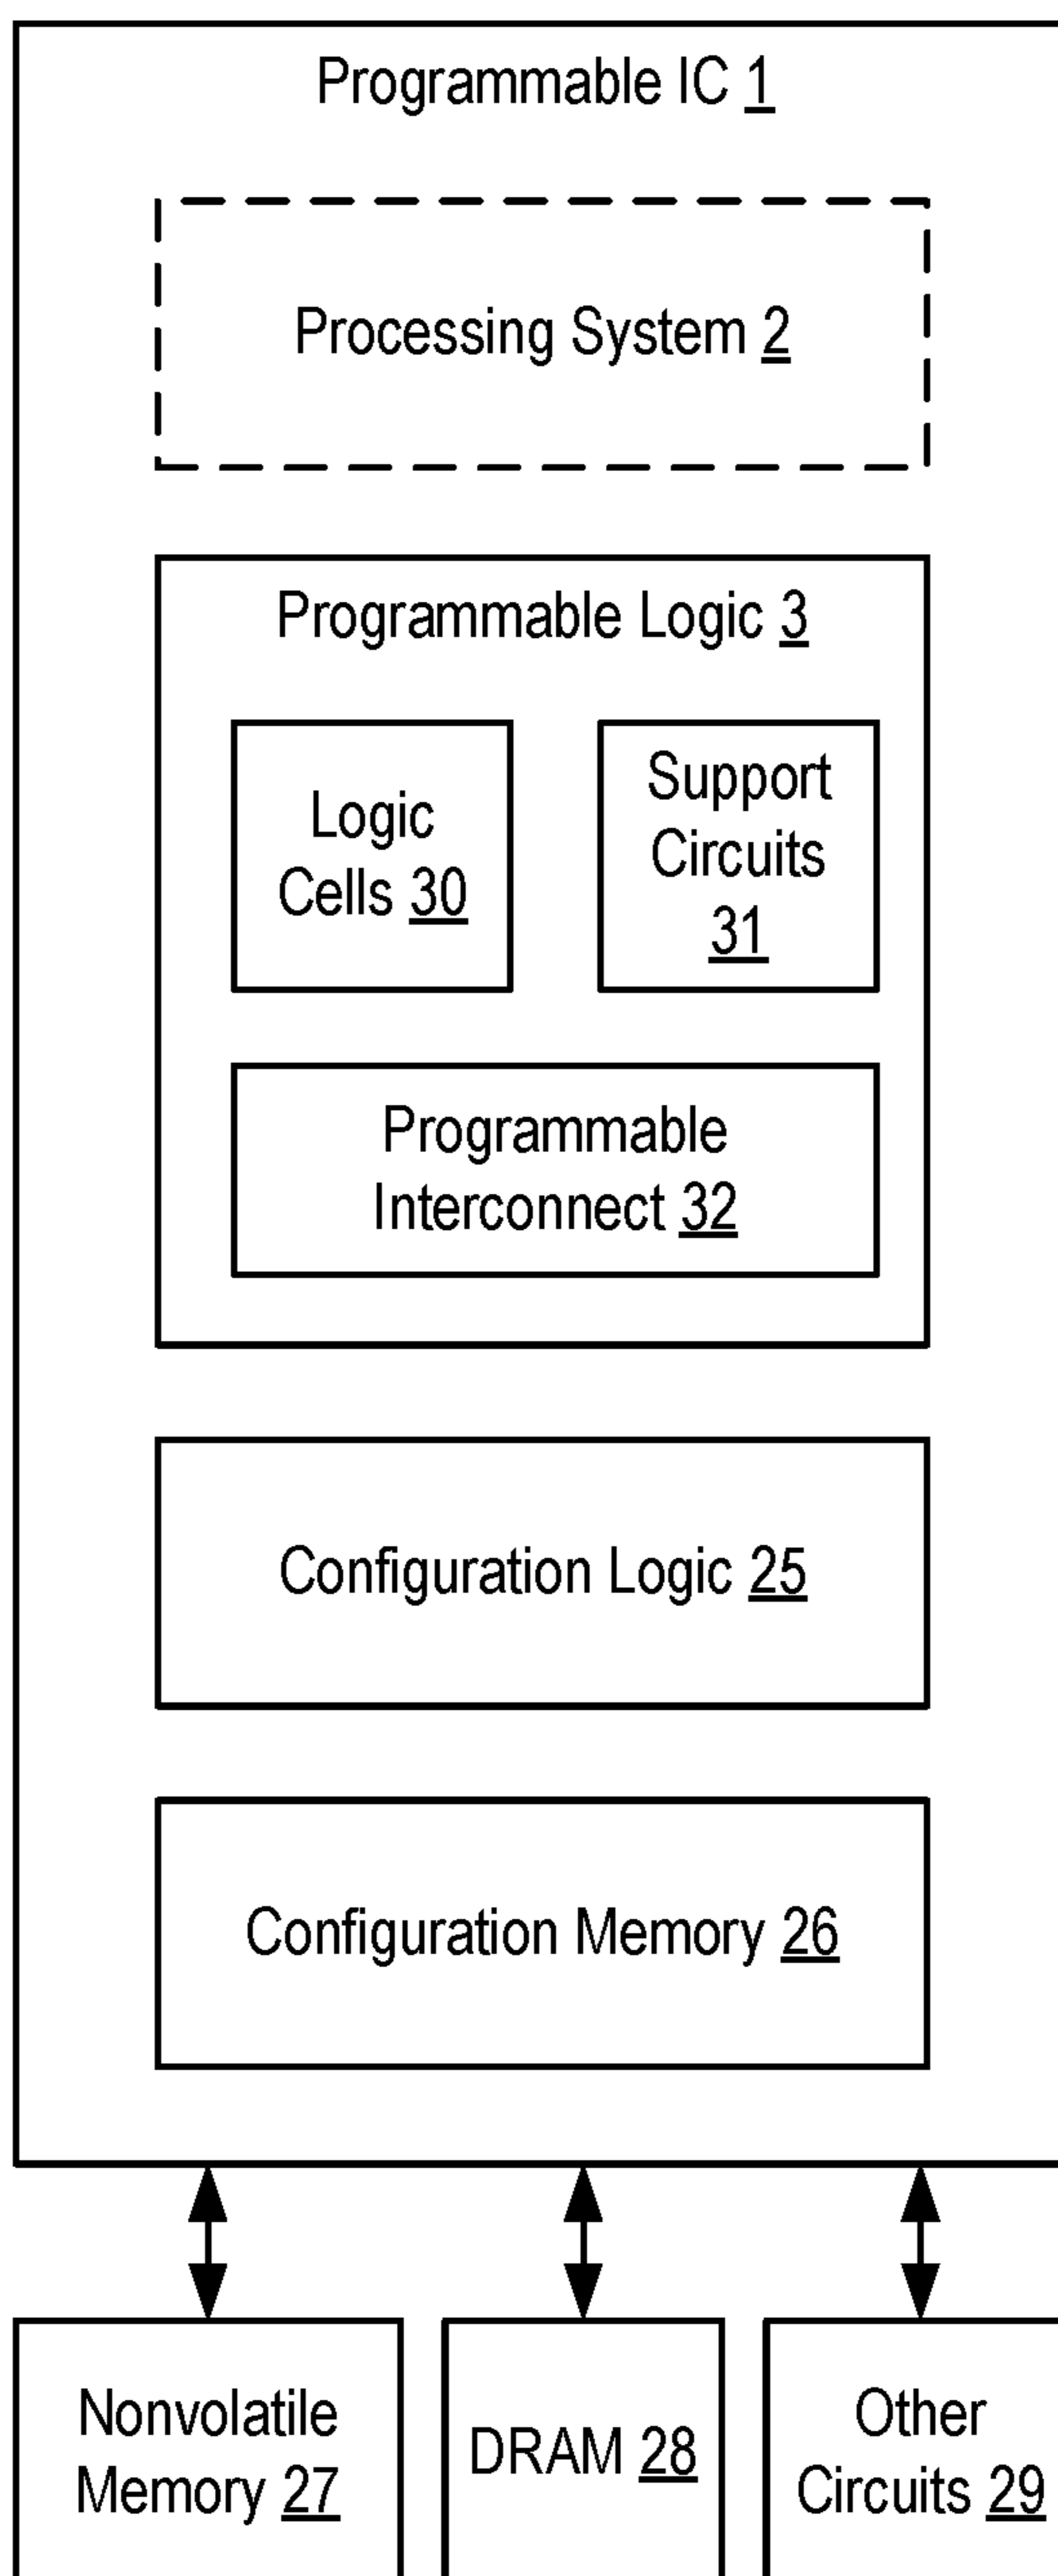 Programmable IC 1
Processing System 2
Programmable Logic 3
Logic
Cells 30
Support
Circuits
31
Programmable
Interconnect 32
Configuration Logic 25
Configuration Memory 26
Nonvolatile
Memory 27
DRAM 28
Other
Circuits 29